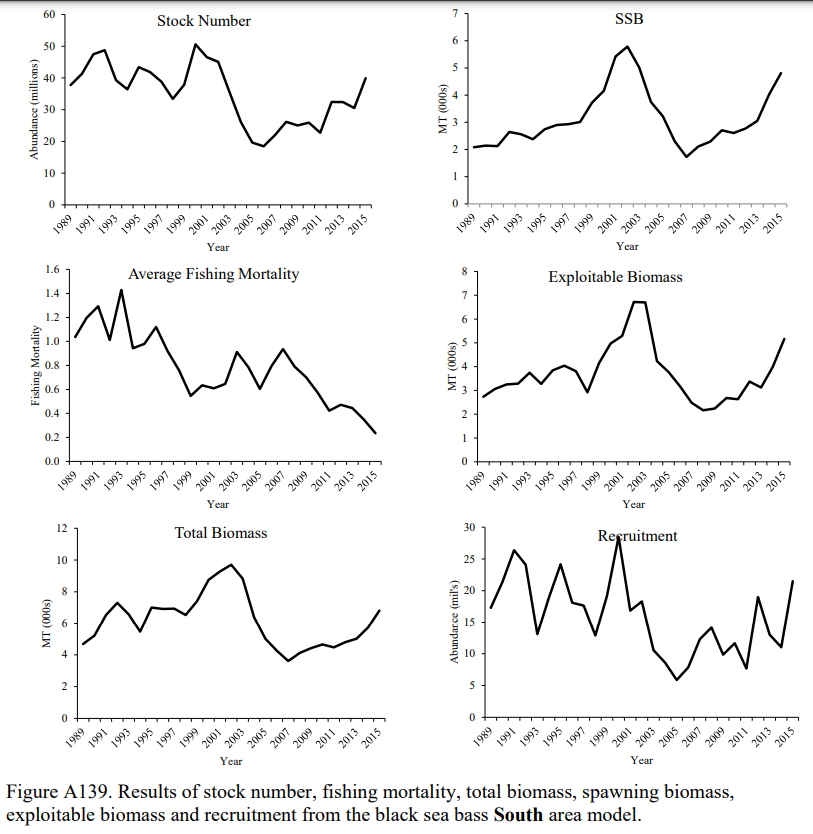 Stock Number
60
50
40
30
20
10
0
Abundance (millions)
1989 1991 1993 1995 1997 1999 2001 2003 2005 2007 2009 2011 2013 2015
Year
SSB
7
6
5
4
3
2
1
0
MT (000s)
1989 1991 1993 1995 1997 1999 2001 2003 2005 2007 2009 2011 2013 2015
Year
Average Fishing Mortality
1.6
1.4
1.2
1.0
0.8
0.6
0.4
0.2
0.0
Fishing Mortality
1989 1991 1993 1995 1997 1999 2001 2003 2005 2007 2009 2011 2013 2015
Year
Exploitable Biomass
8
7
6
5
4
3
2
1
0
MT (000s)
1989 1991 1993 1995 1997 1999 2001 2003 2005 2007 2009 2011 2013 2015
Year
Total Biomass
12
10
8
6
4
2
0
MT (000s)
1989 1991 1993 1995 1997 1999 2001 2003 2005 2007 2009 2011 2013 2015
Year
Recruitment
30
25
20
15
10
5
0
Abundance (mil's)
1989 1991 1993 1995 1997 1999 2001 2003 2005 2007 2009 2011 2013 2015
Year
Figure A139. Results of stock number, fishing mortality, total biomass, spawning biomass,
exploitable biomass and recruitment from the black sea bass South area model.